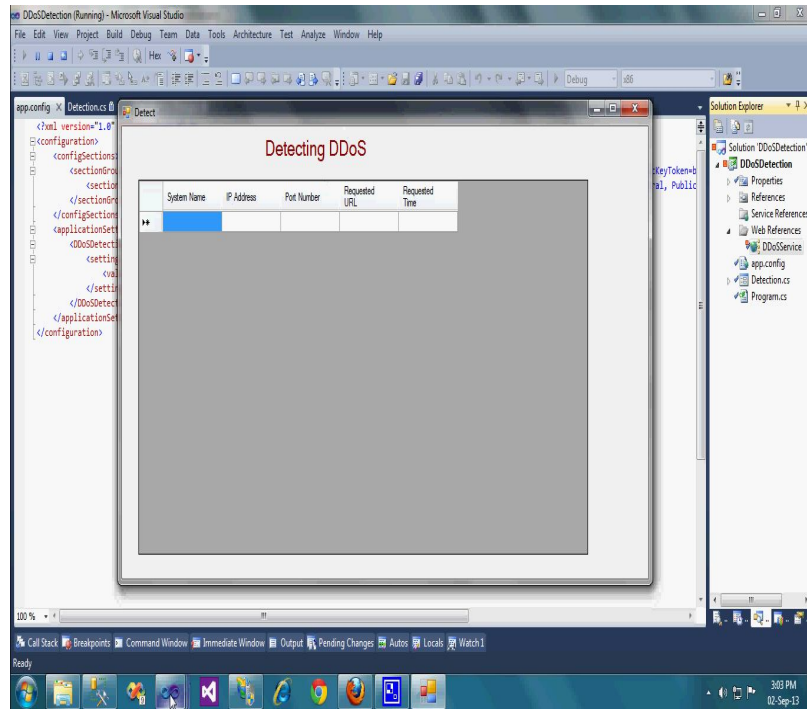 DDoSDetection (Running) - Microsoft Visual Studio
File Edit View Project Build Debug Team Data Tools Architecture Test Analyze Window Help
Hex
Debug x86
app.config X Detection.cs
Detect
Solution Explorer
<?xml version="1.0"
<configuration>
<configSections>
<sectionGrou
<section
</sectionGro
</configSections
<applicationSett
<DDoSDetecti
<setting
<val
</settin
</DDoSDetect
</applicationSet
</configuration>
cKeyToken=b
al, Public
Detecting DDoS
System Name IP Address Port Number Requested URL Requested Time
Solution 'DDoSDetection'
DDoSDetection
Properties
References
Service References
Web References
DDoSService
app.config
Detection.cs
Program.cs
100 %
Call Stack Breakpoints Command Window Immediate Window Output Pending Changes Autos Locals Watch 1
Ready
3:03 PM
02-Sep-13